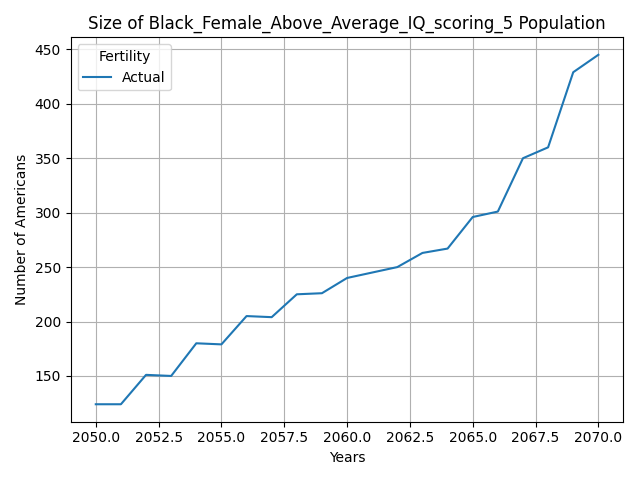 Size of Black_Female_Above_Average_IQ_scoring_5 Population
Fertility
Actual
Number of Americans
450
400
350
300
250
200
150
2050.0 2052.5 2055.0 2057.5 2060.0 2062.5 2065.0 2067.5 2070.0
Years